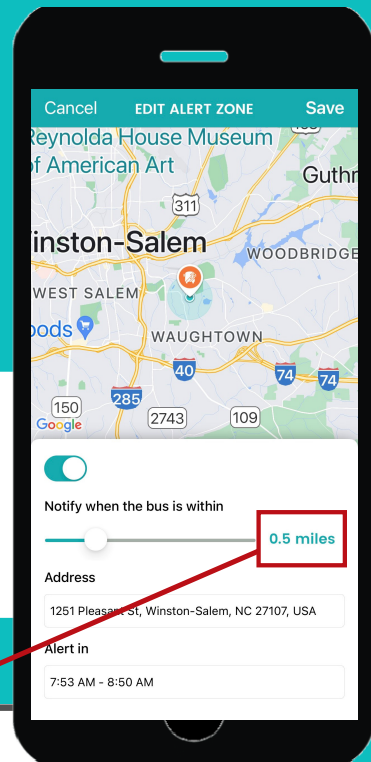 Cancel EDIT ALERT ZONE Save
Reynolda House Museum
of American Art
Guthr
311
inston-Salem
WOODBRIDGE
WEST SALEM
oods
WAUGHTOWN
40
74
74
285
150
2743
109
Google
Notify when the bus is within
0.5 miles
Address
1251 Pleasant St, Winston-Salem, NC 27107, USA
Alert in
7:53 AM - 8:50 AM